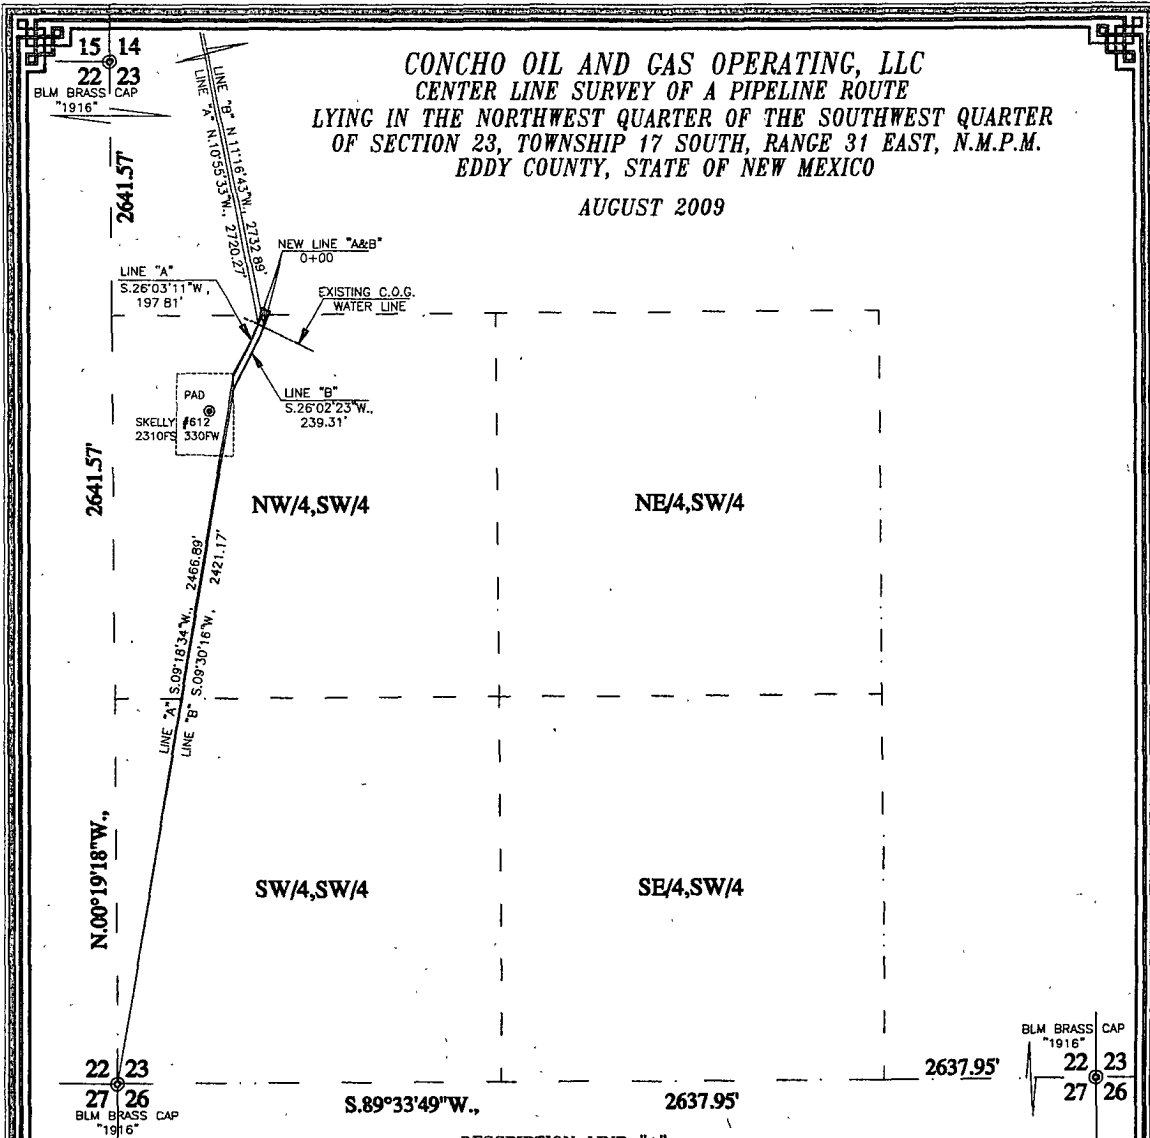 15 14
22 23
BLM BRASS CAP
"1916"
CONCHO OIL AND GAS OPERATING, LLC
CENTER LINE SURVEY OF A PIPELINE ROUTE
LYING IN THE NORTHWEST QUARTER OF THE SOUTHWEST QUARTER
OF SECTION 23, TOWNSHIP 17 SOUTH, RANGE 31 EAST, N.M.P.M.
EDDY COUNTY, STATE OF NEW MEXICO
AUGUST 2009
2641.57'
LINE "B" N 11°16'43"W, 2732 89'
LINE "A" N.10°55'33"W., 2720.27'
NEW LINE "A&B"
0+00
LINE "A"
S.26°03'11"W,
197 81'
EXISTING C.O.G.
WATER LINE
LINE "B"
S.26°02'23"W.,
239.31'
PAD
SKELLY #612
2310FS 330FW
2641.57'
NW/4,SW/4
NE/4,SW/4
LINE "A" S.09°18'34"W., 2466.89'
LINE "B" S.09°30'16"W, 2421.17'
N.00°19'18"W.,
SW/4,SW/4
SE/4,SW/4
22 23
27 26
BLM BRASS CAP
"1916"
S.89°33'49"W.,
2637.95'
2637.95'
BLM BRASS CAP
"1916"
22 23
27 26